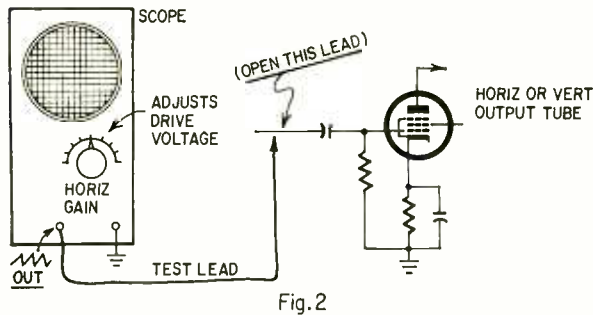 SCOPE
(OPEN THIS LEAD)
ADJUSTS
DRIVE
VOLTAGE
HORIZ OR VERT
OUTPUT TUBE
HORIZ
GAIN
OUT
TEST LEAD
Fig.2